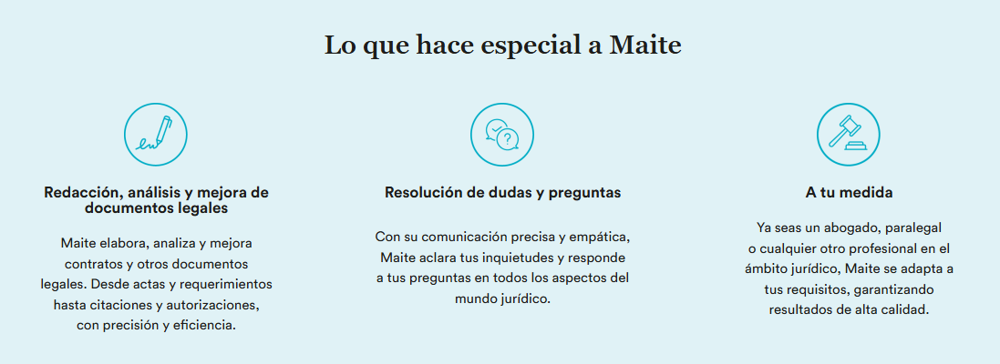 Lo que hace especial a Maite
Redacción, análisis y mejora de
documentos legales
Maite elabora, analiza y mejora
contratos y otros documentos
legales. Desde actas y requerimientos
hasta citaciones y autorizaciones,
con precisión y eficiencia.
Resolución de dudas y preguntas
Con su comunicación precisa y empática,
Maite aclara tus inquietudes y responde
a tus preguntas en todos los aspectos del
mundo jurídico.
A tu medida
Ya seas un abogado, paralegal
o cualquier otro profesional en el
ámbito jurídico, Maite se adapta a
tus requisitos, garantizando
resultados de alta calidad.